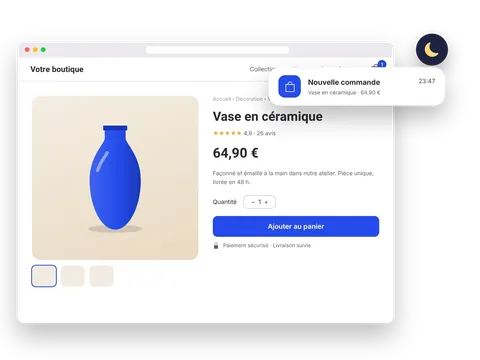 Votre boutique
1
Nouvelle commande
23:47
Vase en céramique · 64,90 €
Accueil › Décoration ›
Vase en céramique
★★★★★ 4,8 · 26 avis
64,90 €
Façonné et émaillé à la main dans notre atelier. Pièce unique,
livrée en 48 h.
Quantité − 1 +
Ajouter au panier
Paiement sécurisé · Livraison suivie